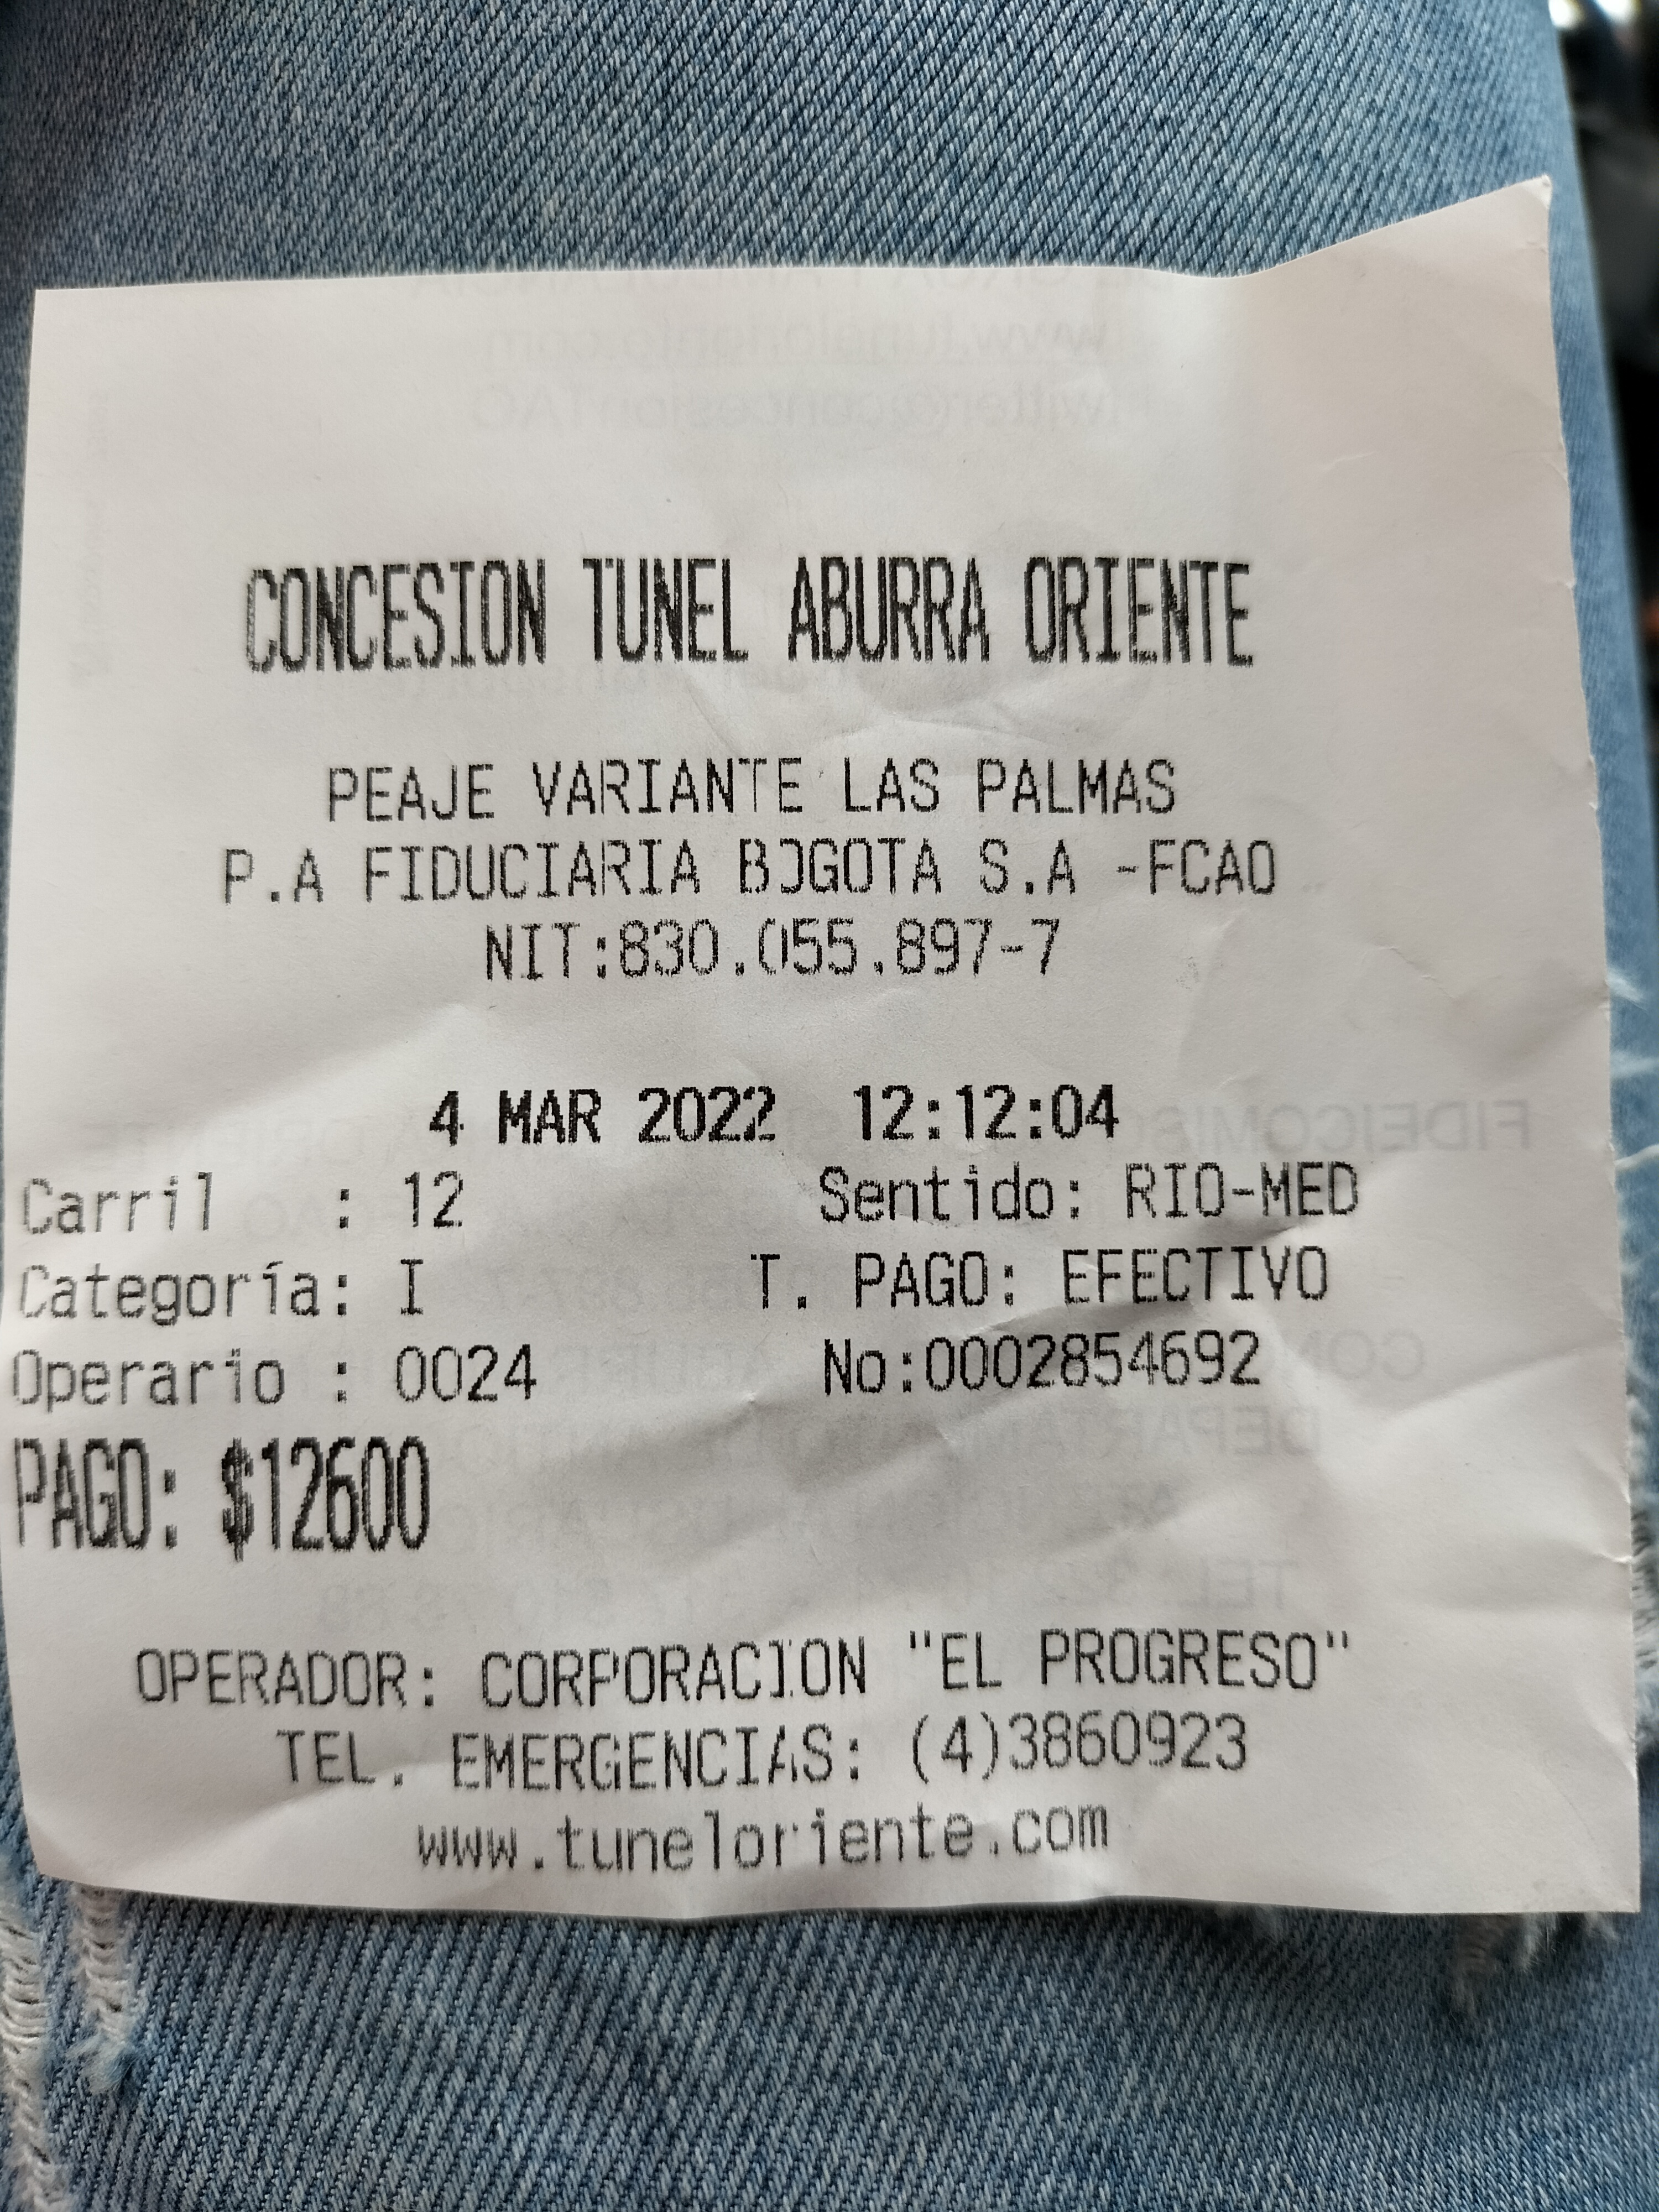 CONCESION TUNEL ABURRA ORIENTE
PEAJE VARIANTE LAS PALMAS
P.A FIDUCIARIA BOGOTA S.A -FCAO
NIT:830.055.897-7
4 MAR 2022 12:12:04
Carril : 12 Sentido: RIO-MED
Categoría: I T. PAGO: EFECTIVO
Operario : 0024 No:0002854692
PAGO: $12600
OPERADOR: CORPORACION "EL PROGRESO"
TEL. EMERGENCIAS: (4)3860923
www.tuneloriente.com